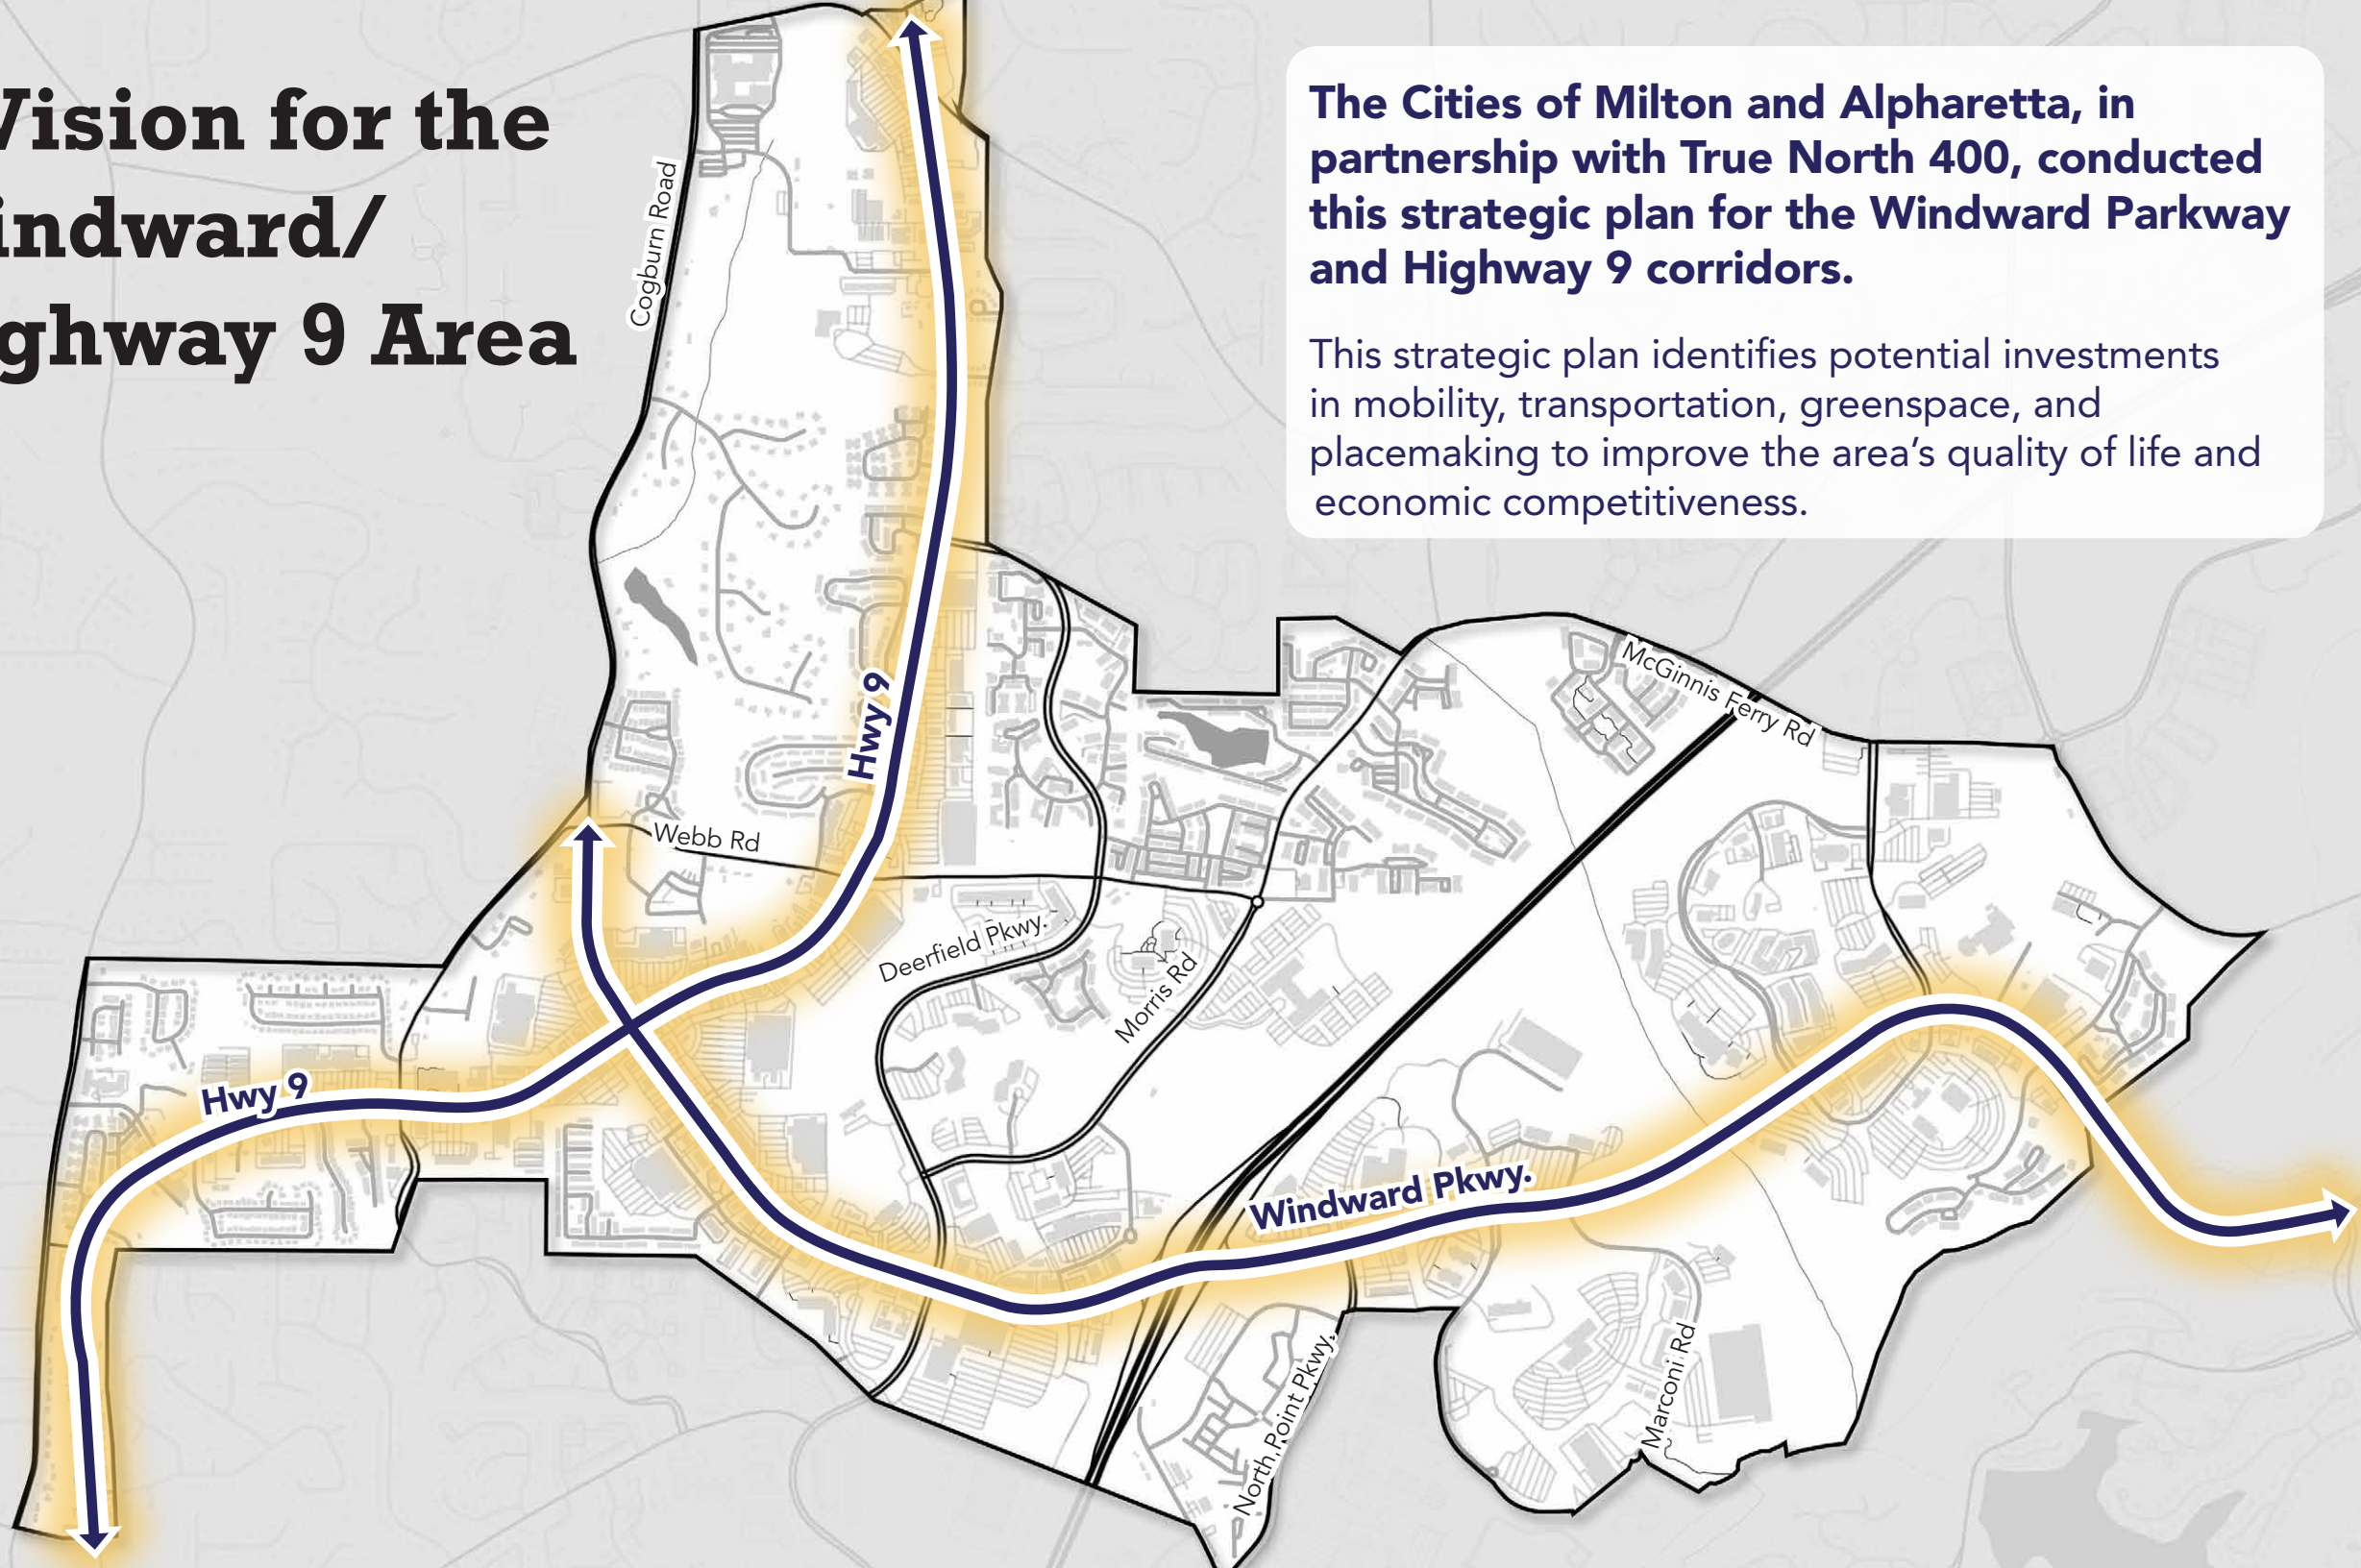 Vision for the
indward/
ghway 9 Area
The Cities of Milton and Alpharetta, in
partnership with True North 400, conducted
this strategic plan for the Windward Parkway
and Highway 9 corridors.
This strategic plan identifies potential investments
in mobility, transportation, greenspace, and
placemaking to improve the area’s quality of life and
economic competitiveness.
Cogburn Road
Hwy 9
McGinnis Ferry Rd
Webb Rd
Deerfield Pkwy.
Morris Rd
Hwy 9
Windward Pkwy.
North Point Pkwy.
Marconi Rd